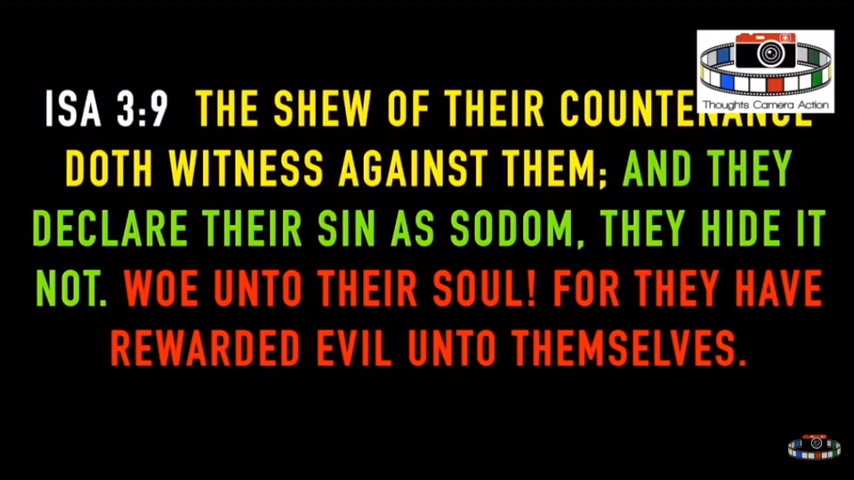 ISA 3:9 THE SHEW OF THEIR COUNTENANCE
DOTH WITNESS AGAINST THEM; AND THEY
DECLARE THEIR SIN AS SODOM, THEY HIDE IT
NOT. WOE UNTO THEIR SOUL! FOR THEY HAVE
REWARDED EVIL UNTO THEMSELVES.
Thoughts Camera Action